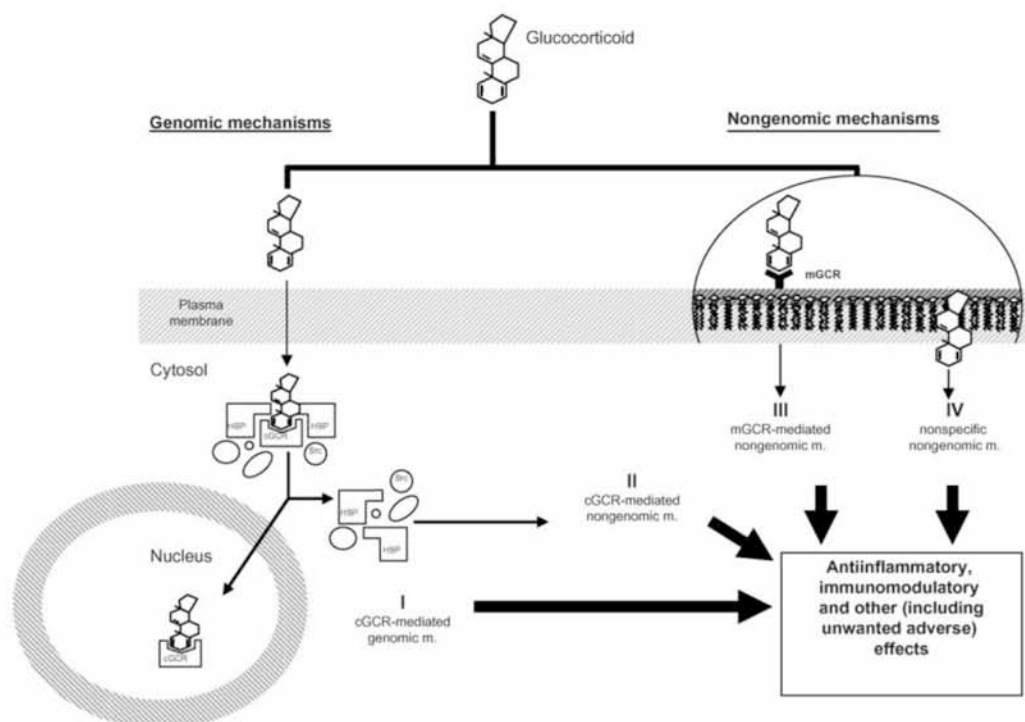 Glucocorticoid
Genomic mechanisms
Nongenomic mechanisms
mGCR
Plasma
membrane
Cytosol
HSP
cGCR
HSP
Src
III
mGCR-mediated
nongenomic m.
IV
nonspecific
nongenomic m.
Src
HSP
HSP
II
cGCR-mediated
nongenomic m.
Nucleus
cGCR
I
cGCR-mediated
genomic m.
Antiinflammatory,
immunomodulatory
and other (including
unwanted adverse)
effects